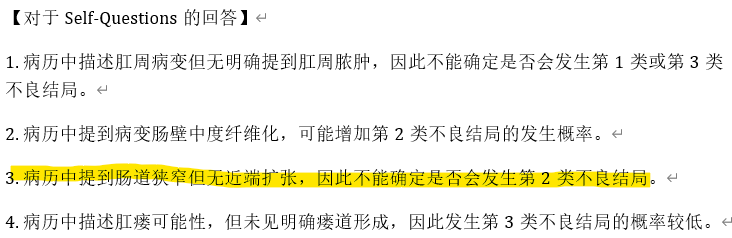 【对于 Self-Questions 的回答】
1. 病历中描述肛周病变但无明确提到肛周脓肿，因此不能确定是否会发生第 1 类或第 3 类
不良结局。
2. 病历中提到病变肠壁中度纤维化，可能增加第 2 类不良结局的发生概率。
3. 病历中提到肠道狭窄但无近端扩张，因此不能确定是否会发生第 2 类不良结局。
4. 病历中描述肛瘘可能性，但未见明确瘘道形成，因此发生第 3 类不良结局的概率较低。